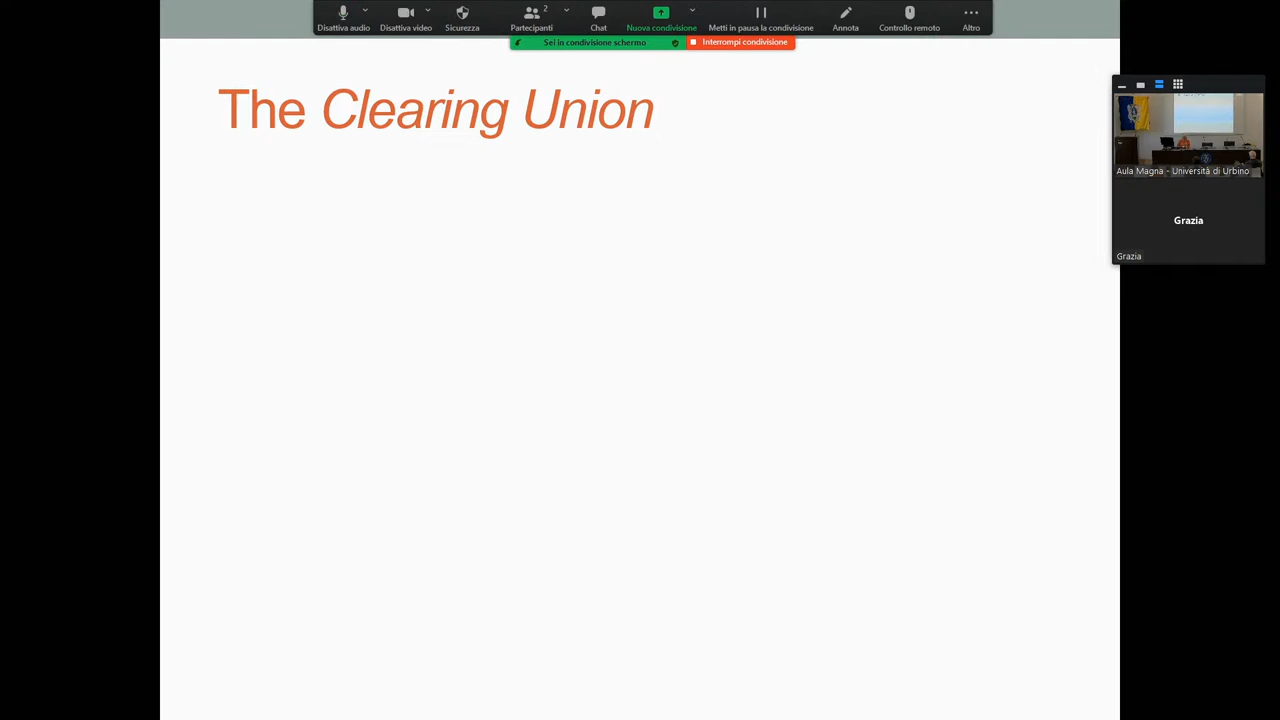 Disattiva audio
Disattiva video
Sicurezza
Partecipanti
2
Chat
Nuova condivisione
Metti in pausa la condivisione
Annota
Controllo remoto
Altro
Sei in condivisione schermo
Interrompi condivisione
The Clearing Union
Aula Magna - Università di Urbino
Grazia
Grazia